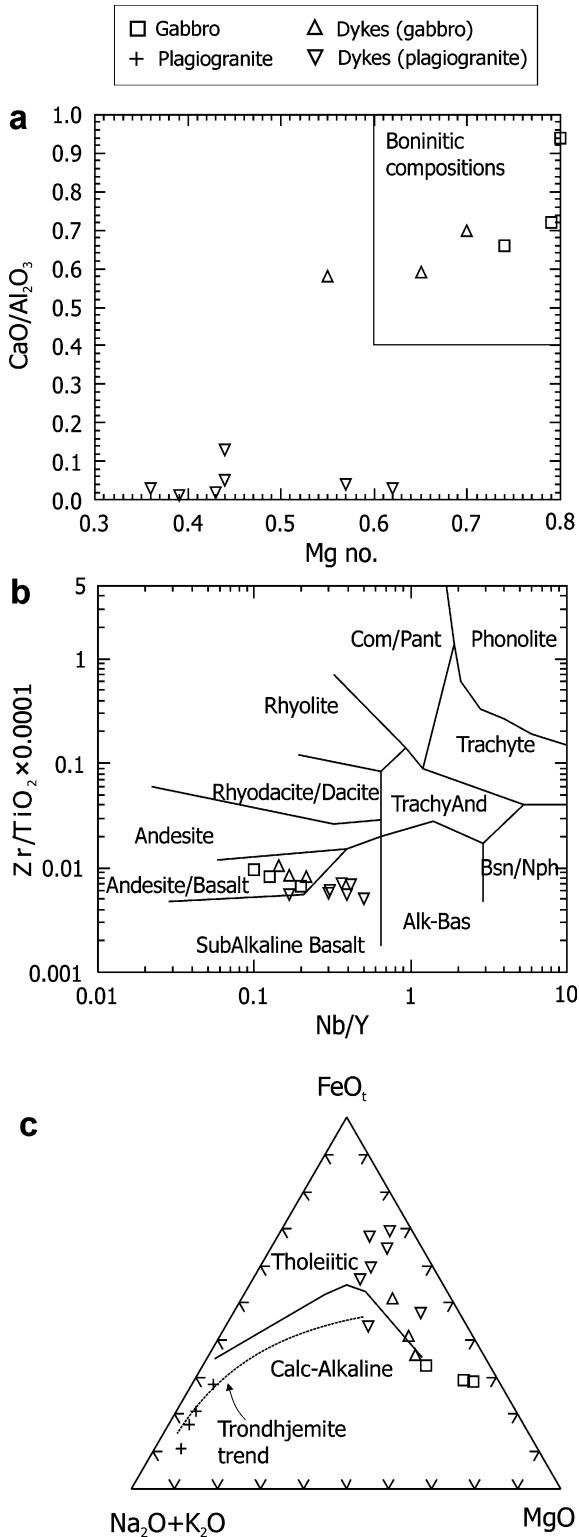 Gabbro Dykes (gabbro)
Plagiogranite Dykes (plagiogranite)
a
1.0
0.9
0.8
0.7
0.6
0.5
0.4
0.3
0.2
0.1
0.0
CaO/Al₂O₃
Boninitic
compositions
0.3 0.4 0.5 0.6 0.7 0.8
Mg no.
b
5
1
0.1
0.01
0.001
Zr/TiO₂×0.0001
Com/Pant Phonolite
Rhyolite
Trachyte
Rhyodacite/Dacite TrachyAnd
Andesite
Andesite/Basalt Bsn/Nph
SubAlkaline Basalt Alk-Bas
0.01 0.1 1 10
Nb/Y
c
FeOₜ
Tholeiitic
Calc-Alkaline
Trondhjemite
trend
Na₂O+K₂O MgO